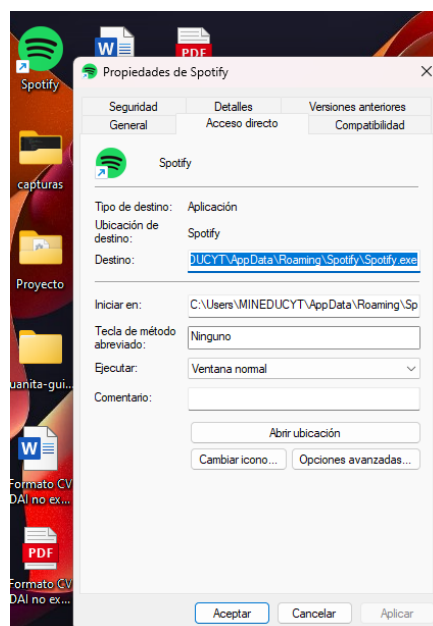 W
PDF
Spotify
Propiedades de Spotify
Seguridad Detalles Versiones anteriores
General Acceso directo Compatibilidad
Spotify
capturas
Tipo de destino: Aplicación
Ubicación de destino: Spotify
Destino: DUCYT\AppData\Roaming\Spotify\Spotify.exe
Proyecto
Iniciar en: C:\Users\MINEDUCYT\AppData\Roaming\Sp
Tecla de método abreviado: Ninguno
Ejecutar: Ventana normal
uanita-gui...
Comentario:
Abrir ubicación
W
Cambiar icono... Opciones avanzadas...
Formato CV
DAI no ex...
PDF
Formato CV
DAI no ex...
Aceptar Cancelar Aplicar